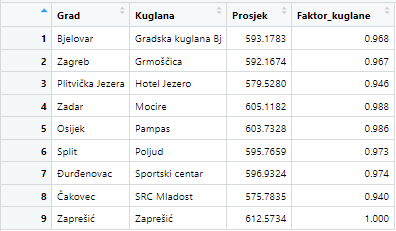 Grad Kuglana Prosjek Faktor_kuglane
1 Bjelovar Gradska kuglana Bj 593.1783 0.968
2 Zagreb Grmoščica 592.1674 0.967
3 Plitvička Jezera Hotel Jezero 579.5280 0.946
4 Zadar Mocire 605.1182 0.988
5 Osijek Pampas 603.7328 0.986
6 Split Poljud 595.7659 0.973
7 Đurđenovac Sportski centar 596.9324 0.974
8 Čakovec SRC Mladost 575.7835 0.940
9 Zaprešić Zaprešić 612.5734 1.000